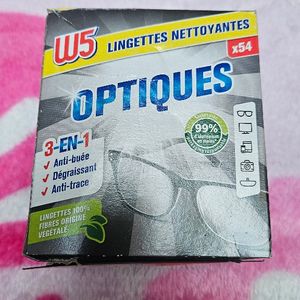 W5
LINGETTES NETTOYANTES
x54
OPTIQUES
3-EN-1
Anti-buée
Dégraissant
Anti-trace
99%
LINGETTES 100%
FIBRES ORIGINE
VÉGÉTALE